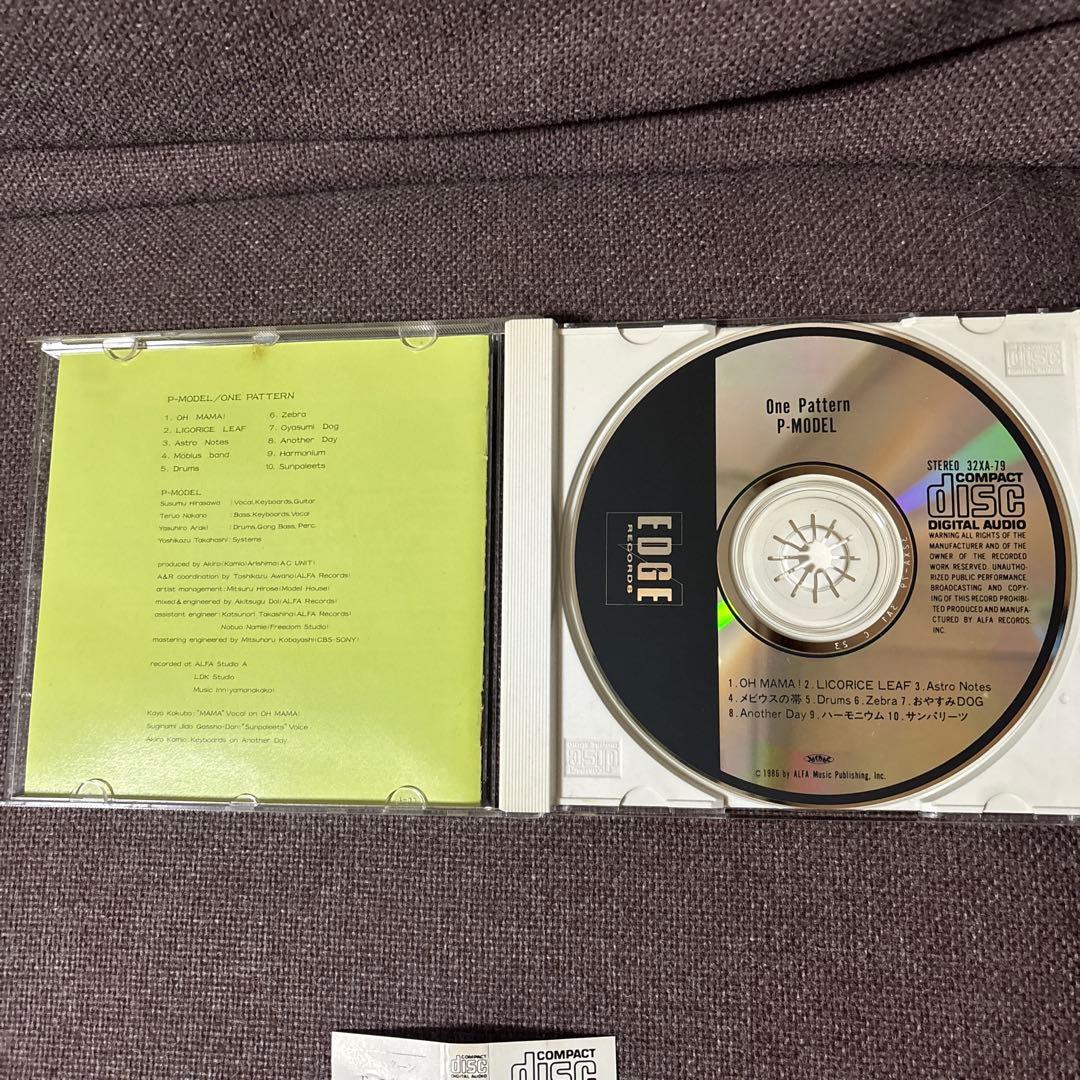 P-MODEL/ONE PATTERN
1. OH MAMA!
2. LICORICE LEAF
3. Astro Notes
4. Möbius band
5. Drums
6. Zebra
7. Oyasumi Dog
8. Another Day
9. Harmonium
10. Sunpaleets
P-MODEL
Susumu Hirasawa : Vocal, Keyboards, Guitar
Teruo Nakano : Bass, Keyboards, Vocal
Yasuhiro Araki : Drums, Gong Bass, Perc.
Yoshikazu Takahashi : Systems
produced by Akiro(Kamio)Arishima(A.C UNIT)
A&R coordination by Toshikazu Awano(ALFA Records)
artist management : Mitsuru Hirose(Model House)
mixed & engineered by Akitsugu Doi(ALFA Records)
assistant engineer : Katsunori Takashina(ALFA Records)
Nobuo Namie(Freedom Studio)
mastering engineered by Mitsuharu Kobayashi(CBS-SONY)
recorded at ALFA Studio A
LDK Studio
Music Inn(yamanakako)
Kayo Kokubo : "MAMA" Vocal on OH MAMA!
Suginami Jido Gassho-Dan : "Sunpaleets" Voice
Akiro Kamio : Keyboards on Another Day
One Pattern
P-MODEL
STEREO 32XA-79
COMPACT
disc
DIGITAL AUDIO
WARNING ALL RIGHTS OF THE
MANUFACTURER AND OF THE
OWNER OF THE RECORDED
WORK RESERVED. UNAUTHO-
RIZED PUBLIC PERFORMANCE.
BROADCASTING AND COPY-
ING OF THIS RECORD PROHIBI-
TED PRODUCED AND MANUFA-
CTURED BY ALFA RECORDS.
INC.
EDGE
RECORDS
1. OH MAMA! 2. LICORICE LEAF 3. Astro Notes
4. メビウスの帯 5. Drums 6. Zebra 7. おやすみDOG
8. Another Day 9. ハーモニウム 10. サンパリーツ
© 1986 by ALFA Music Publishing, Inc.
COMPACT
disc
DIGITAL AUDIO
COMPACT
disc
DIGITAL AUDIO
COMPACT
disc